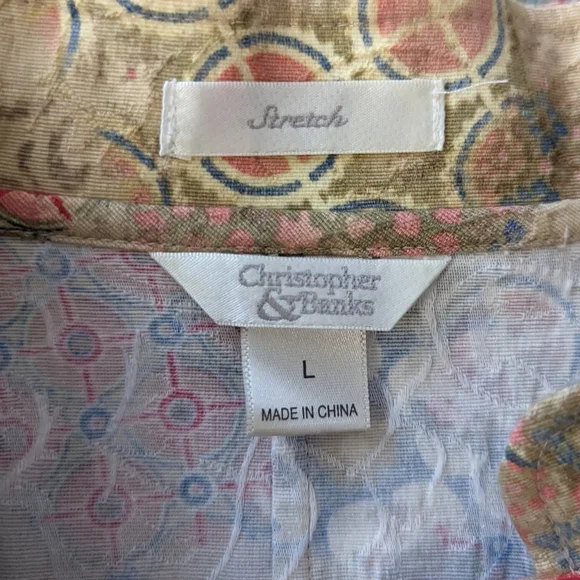 Stretch
Christopher
& Banks
L
MADE IN CHINA